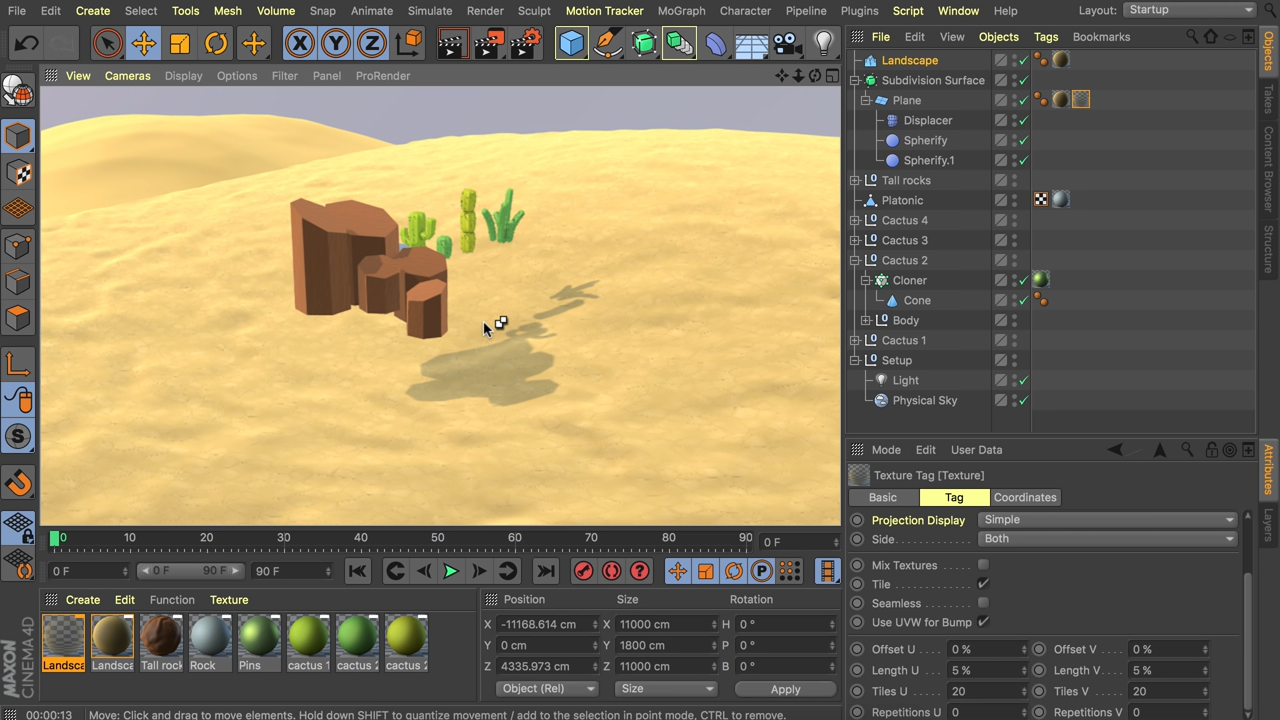 File Edit Create Select Tools Mesh Volume Snap Animate Simulate Render Sculpt Motion Tracker MoGraph Character Pipeline Plugins Script Window Help Layout: Startup
X Y Z
View Cameras Display Options Filter Panel ProRender
File Edit View Objects Tags Bookmarks
Landscape
Subdivision Surface
Plane
Displacer
Spherify
Spherify.1
Tall rocks
Platonic
Cactus 4
Cactus 3
Cactus 2
Cloner
Cone
Body
Cactus 1
Setup
Light
Physical Sky
Objects
Takes
Content Browser
Structure
Mode Edit User Data
Texture Tag [Texture]
Basic Tag Coordinates
Projection Display Simple
Side Both
Mix Textures
Tile
Seamless
Use UVW for Bump
Offset U 0 % Offset V 0 %
Length U 5 % Length V 5 %
Tiles U 20 Tiles V 20
Repetitions U 0 Repetitions V 0
Attributes
Layers
0 10 20 30 40 50 60 70 80 90 0 F
0 F 0 F 90 F 90 F
P
Create Edit Function Texture
Landsca Landsca Tall rock Rock Pins cactus 1 cactus 2 cactus 2
Position Size Rotation
X -11168.614 cm X 11000 cm H 0 °
Y 0 cm Y 1800 cm P 0 °
Z 4335.973 cm Z 11000 cm B 0 °
Object (Rel) Size Apply
MAXON
CINEMA 4D
00:00:13 Move: Click and drag to move elements. Hold down SHIFT to quantize movement / add to the selection in point mode, CTRL to remove.